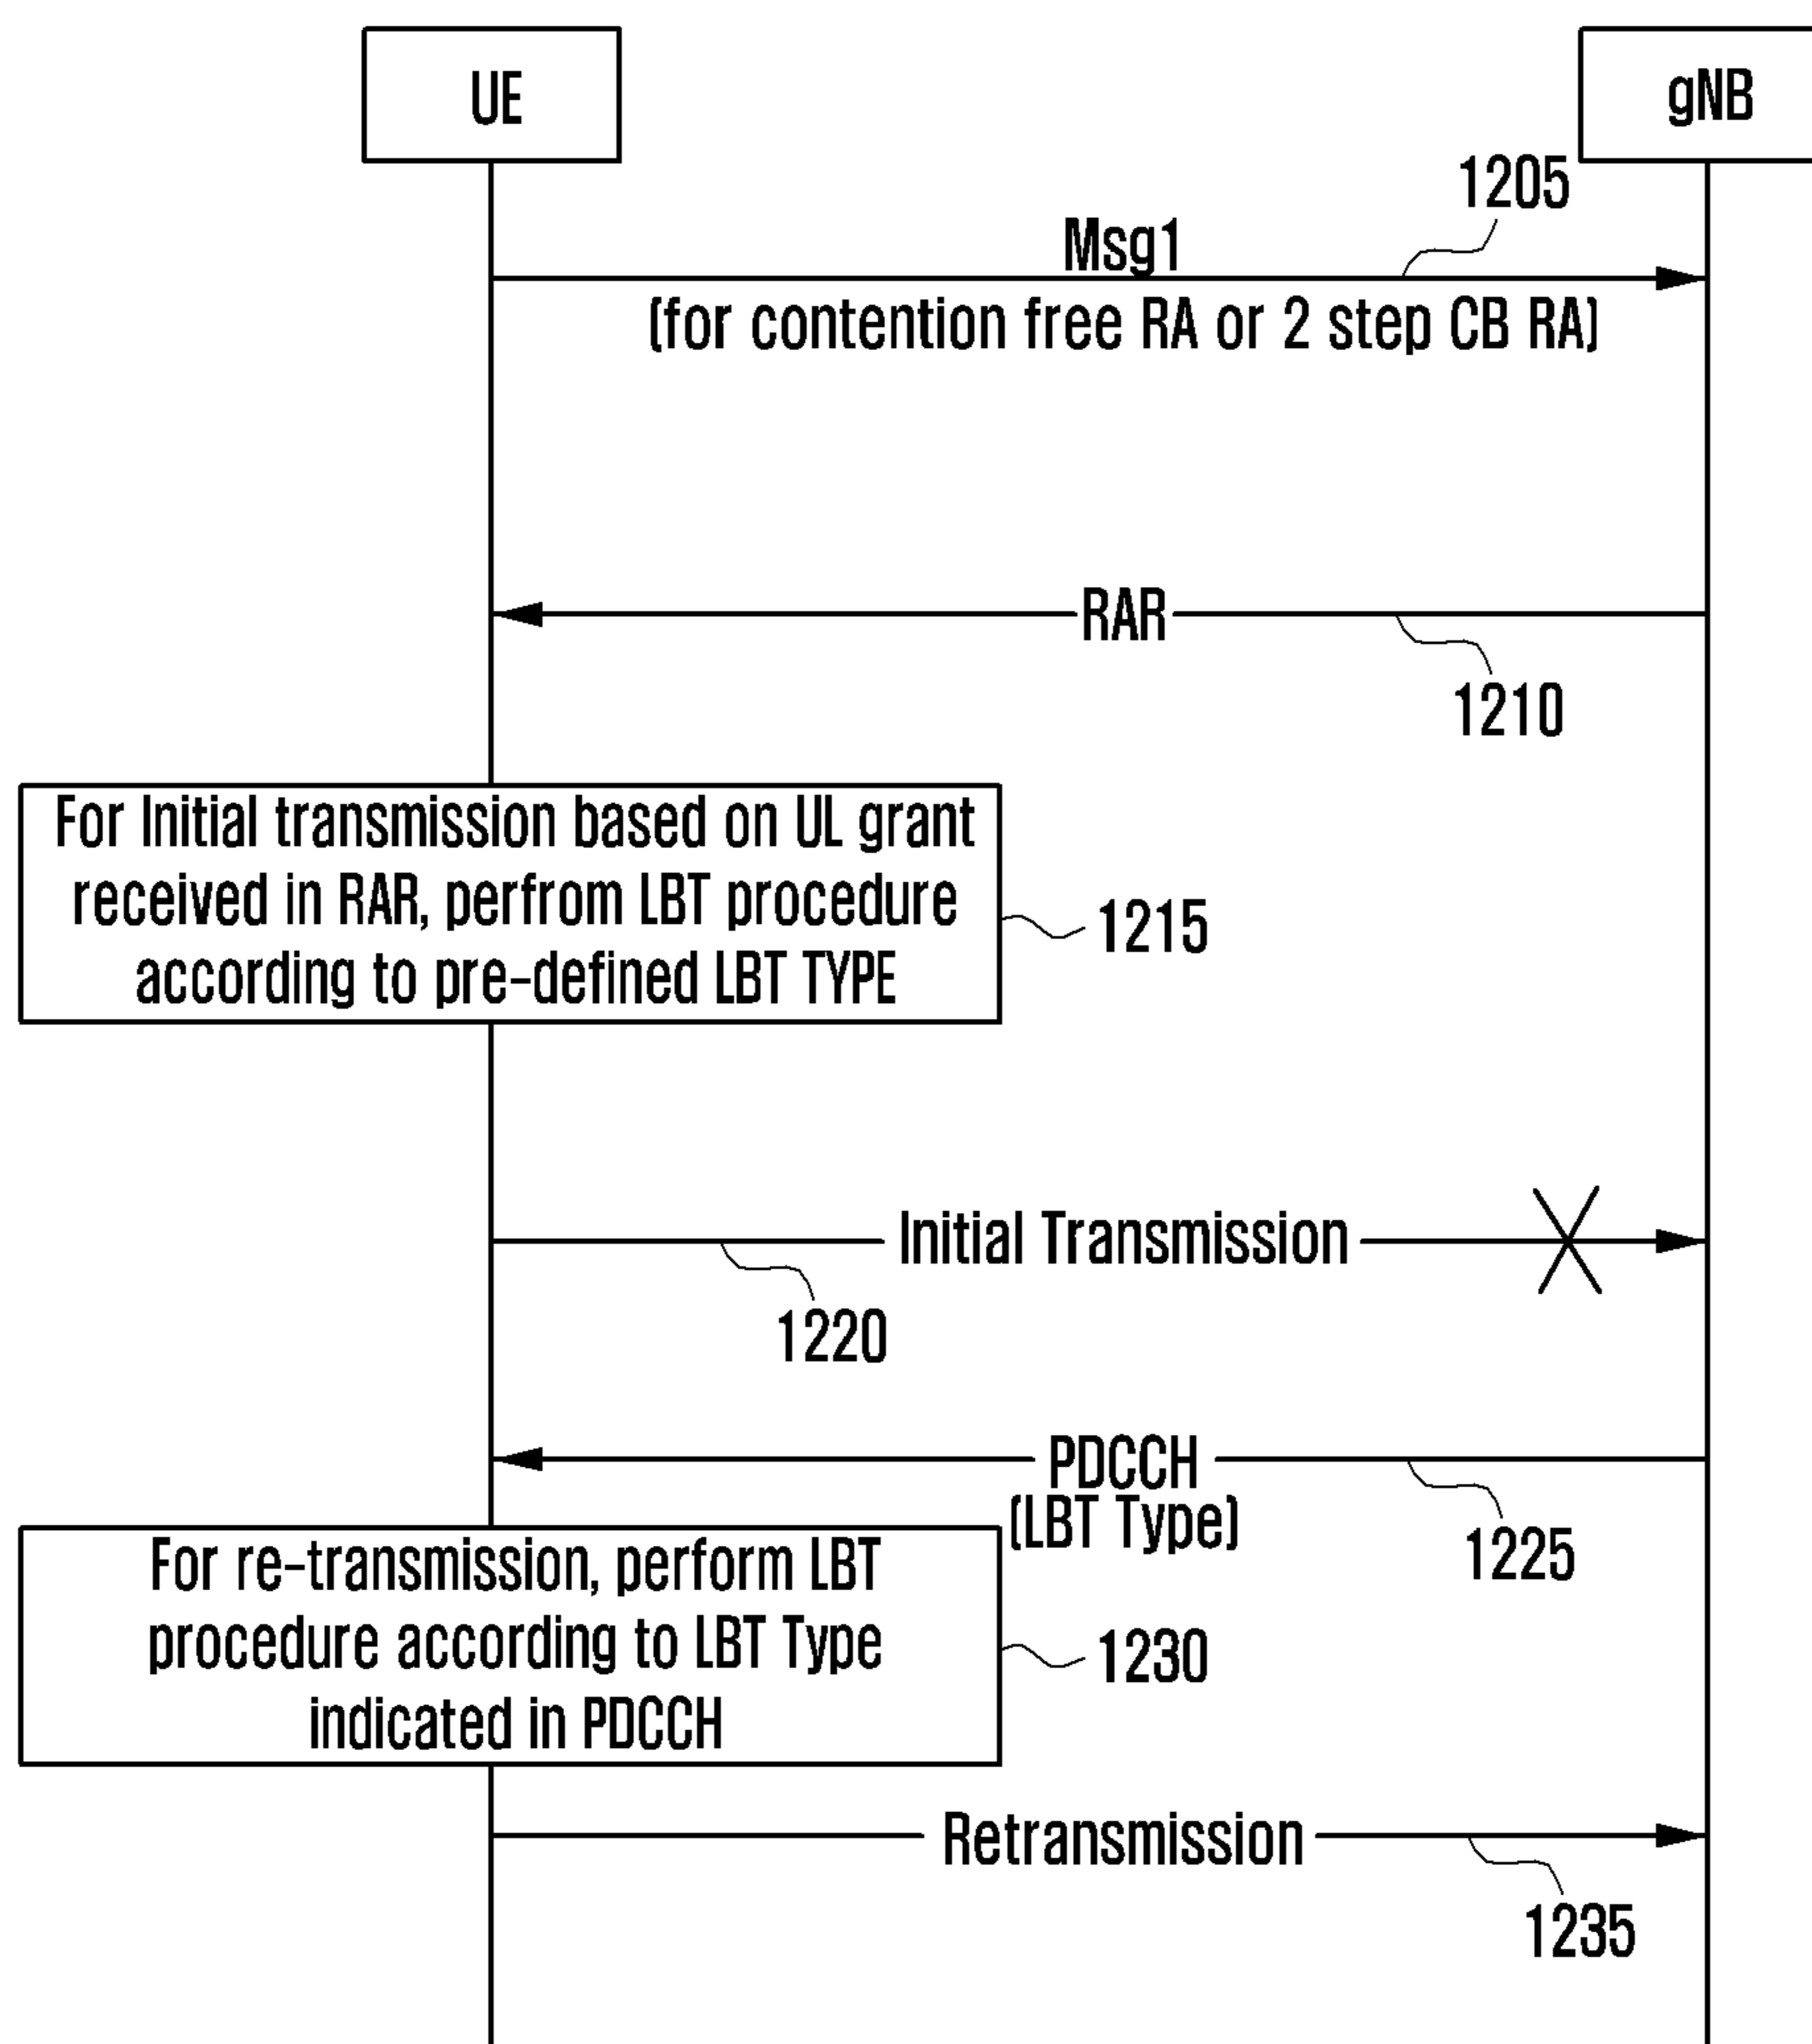 UE
gNB
1205
Msg1
(for contention free RA or 2 step CB RA)
RAR
1210
For Initial transmission based on UL grant
received in RAR, perfrom LBT procedure
according to pre-defined LBT TYPE
1215
Initial Transmission
1220
PDCCH
(LBT Type)
1225
For re-transmission, perform LBT
procedure according to LBT Type
indicated in PDCCH
1230
Retransmission
1235